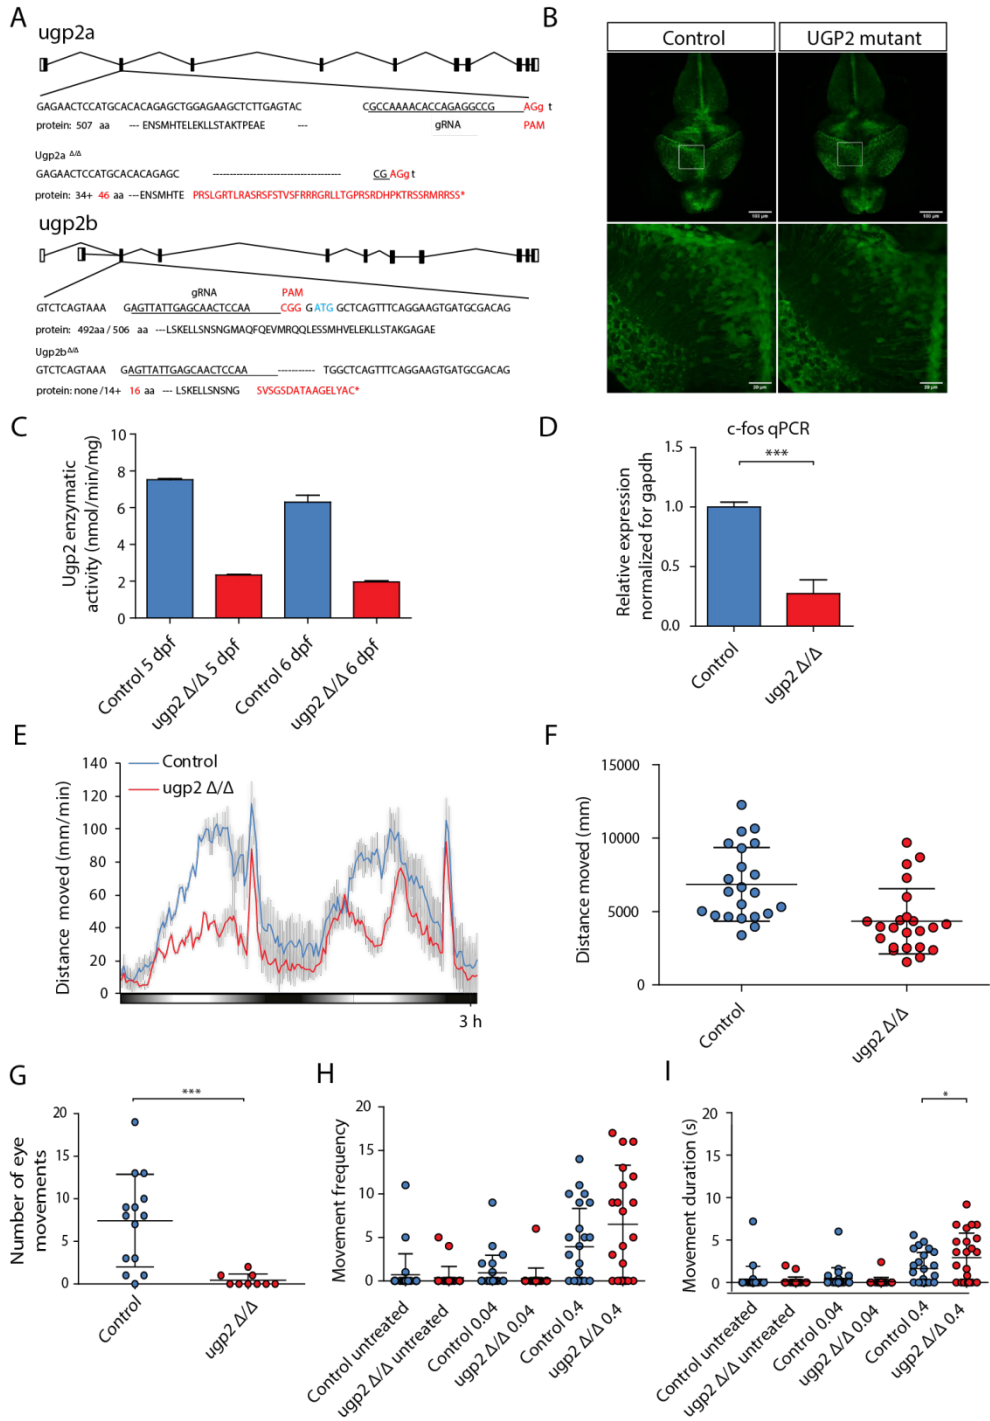 A
ugp2a
GAGAACTCCATGCACACAGAGCTGGAGAAGCTCTTGAGTAC CGCCAAAACACCAGAGGCCG AGg t
protein: 507 aa --- ENSMHTELEKLLSTAKTPEAE --- gRNA PAM
Ugp2a Δ/Δ
GAGAACTCCATGCACACAGAGC ------------------------------------ CG AGg t
protein: 34+ 46 aa ---ENSMHTE PRSLGRTLRASRSFSTVSFRRRGRLLTGPRSRDHPKTRSSRMRRSS*
ugp2b
gRNA PAM
GTCTCAGTAAA GAGTTATTGAGCAACTCCAA CGG G ATG GCTCAGTTTCAGGAAGTGATGCGACAG
protein: 492aa / 506 aa ---LSKELLSNSNGMAQFQEVMRQQLESSMHVELEKLLSTAKGAGAE
Ugp2b Δ/Δ
GTCTCAGTAAA GAGTTATTGAGCAACTCCAA ----------- TGGCTCAGTTTCAGGAAGTGATGCGACAG
protein: none /14+ 16 aa --- LSKELLSNSNG SVSGSDATAAGELYAC*
B
Control UGP2 mutant
C
Ugp2 enzymatic
activity (nmol/min/mg)
10
8
6
4
2
0
Control 5 dpf
ugp2 Δ/Δ 5 dpf
Control 6 dpf
ugp2 Δ/Δ 6 dpf
D
c-fos qPCR
Relative expression
normalized for gapdh
1.5
1.0
0.5
0.0
***
Control
ugp2 Δ/Δ
E
Distance moved (mm/min)
140
120
100
80
60
40
20
0
Control
ugp2 Δ/Δ
3 h
F
Distance moved (mm)
15000
10000
5000
0
Control
ugp2 Δ/Δ
G
Number of eye
movements
20
15
10
5
0
***
Control
ugp2 Δ/Δ
H
Movement frequency
20
15
10
5
0
Control untreated
ugp2 Δ/Δ untreated
Control 0.04
ugp2 Δ/Δ 0.04
Control 0.4
ugp2 Δ/Δ 0.4
I
Movement duration (s)
20
15
10
5
0
*
Control untreated
ugp2 Δ/Δ untreated
Control 0.04
ugp2 Δ/Δ 0.04
Control 0.4
ugp2 Δ/Δ 0.4